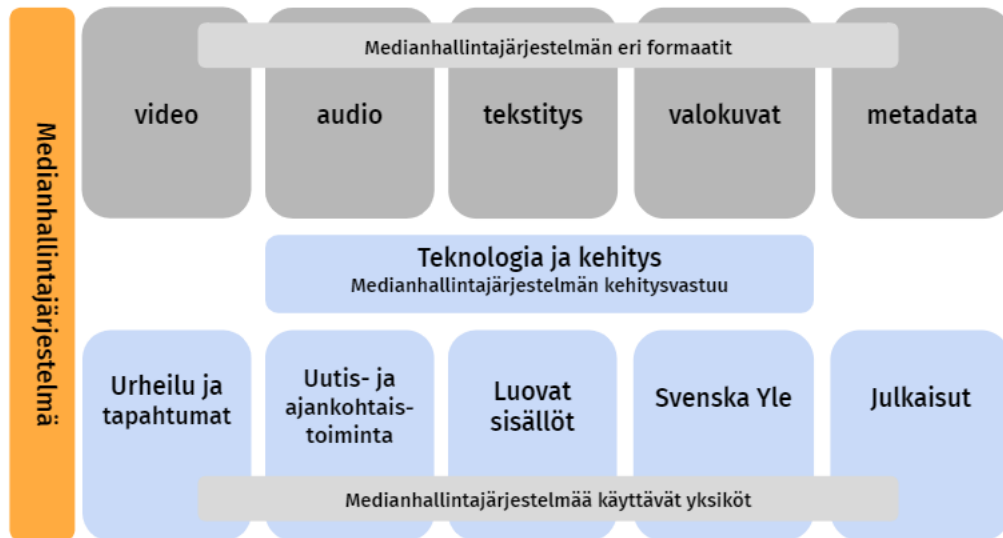 Medianhallintajärjestelmä
Medianhallintajärjestelmän eri formaatit
video
audio
tekstitys
valokuvat
metadata
Teknologia ja kehitys
Medianhallintajärjestelmän kehitysvastuu
Urheilu ja
tapahtumat
Uutis- ja
ajankohtais-
toiminta
Luovat
sisällöt
Svenska Yle
Julkaisut
Medianhallintajärjestelmää käyttävät yksiköt